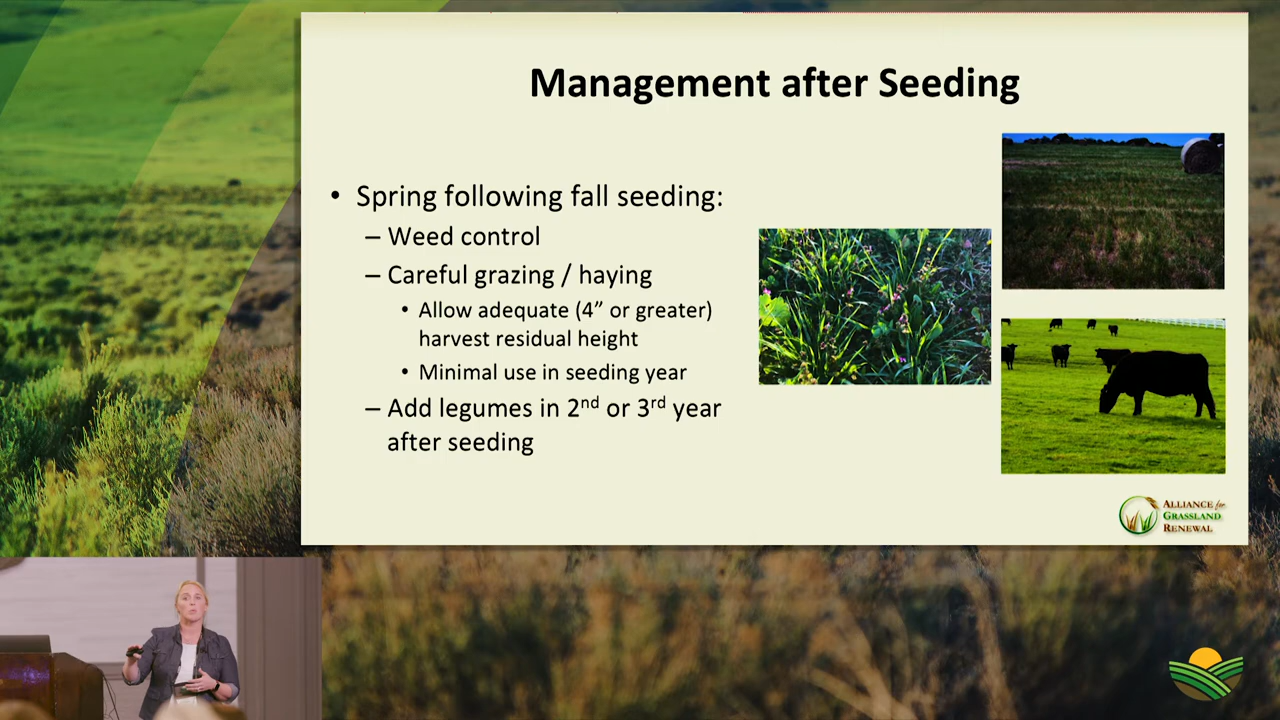 Management after Seeding
• Spring following fall seeding:
– Weed control
– Careful grazing / haying
• Allow adequate (4” or greater)
harvest residual height
• Minimal use in seeding year
– Add legumes in 2nd or 3rd year
after seeding
ALLIANCE for
GRASSLAND
RENEWAL